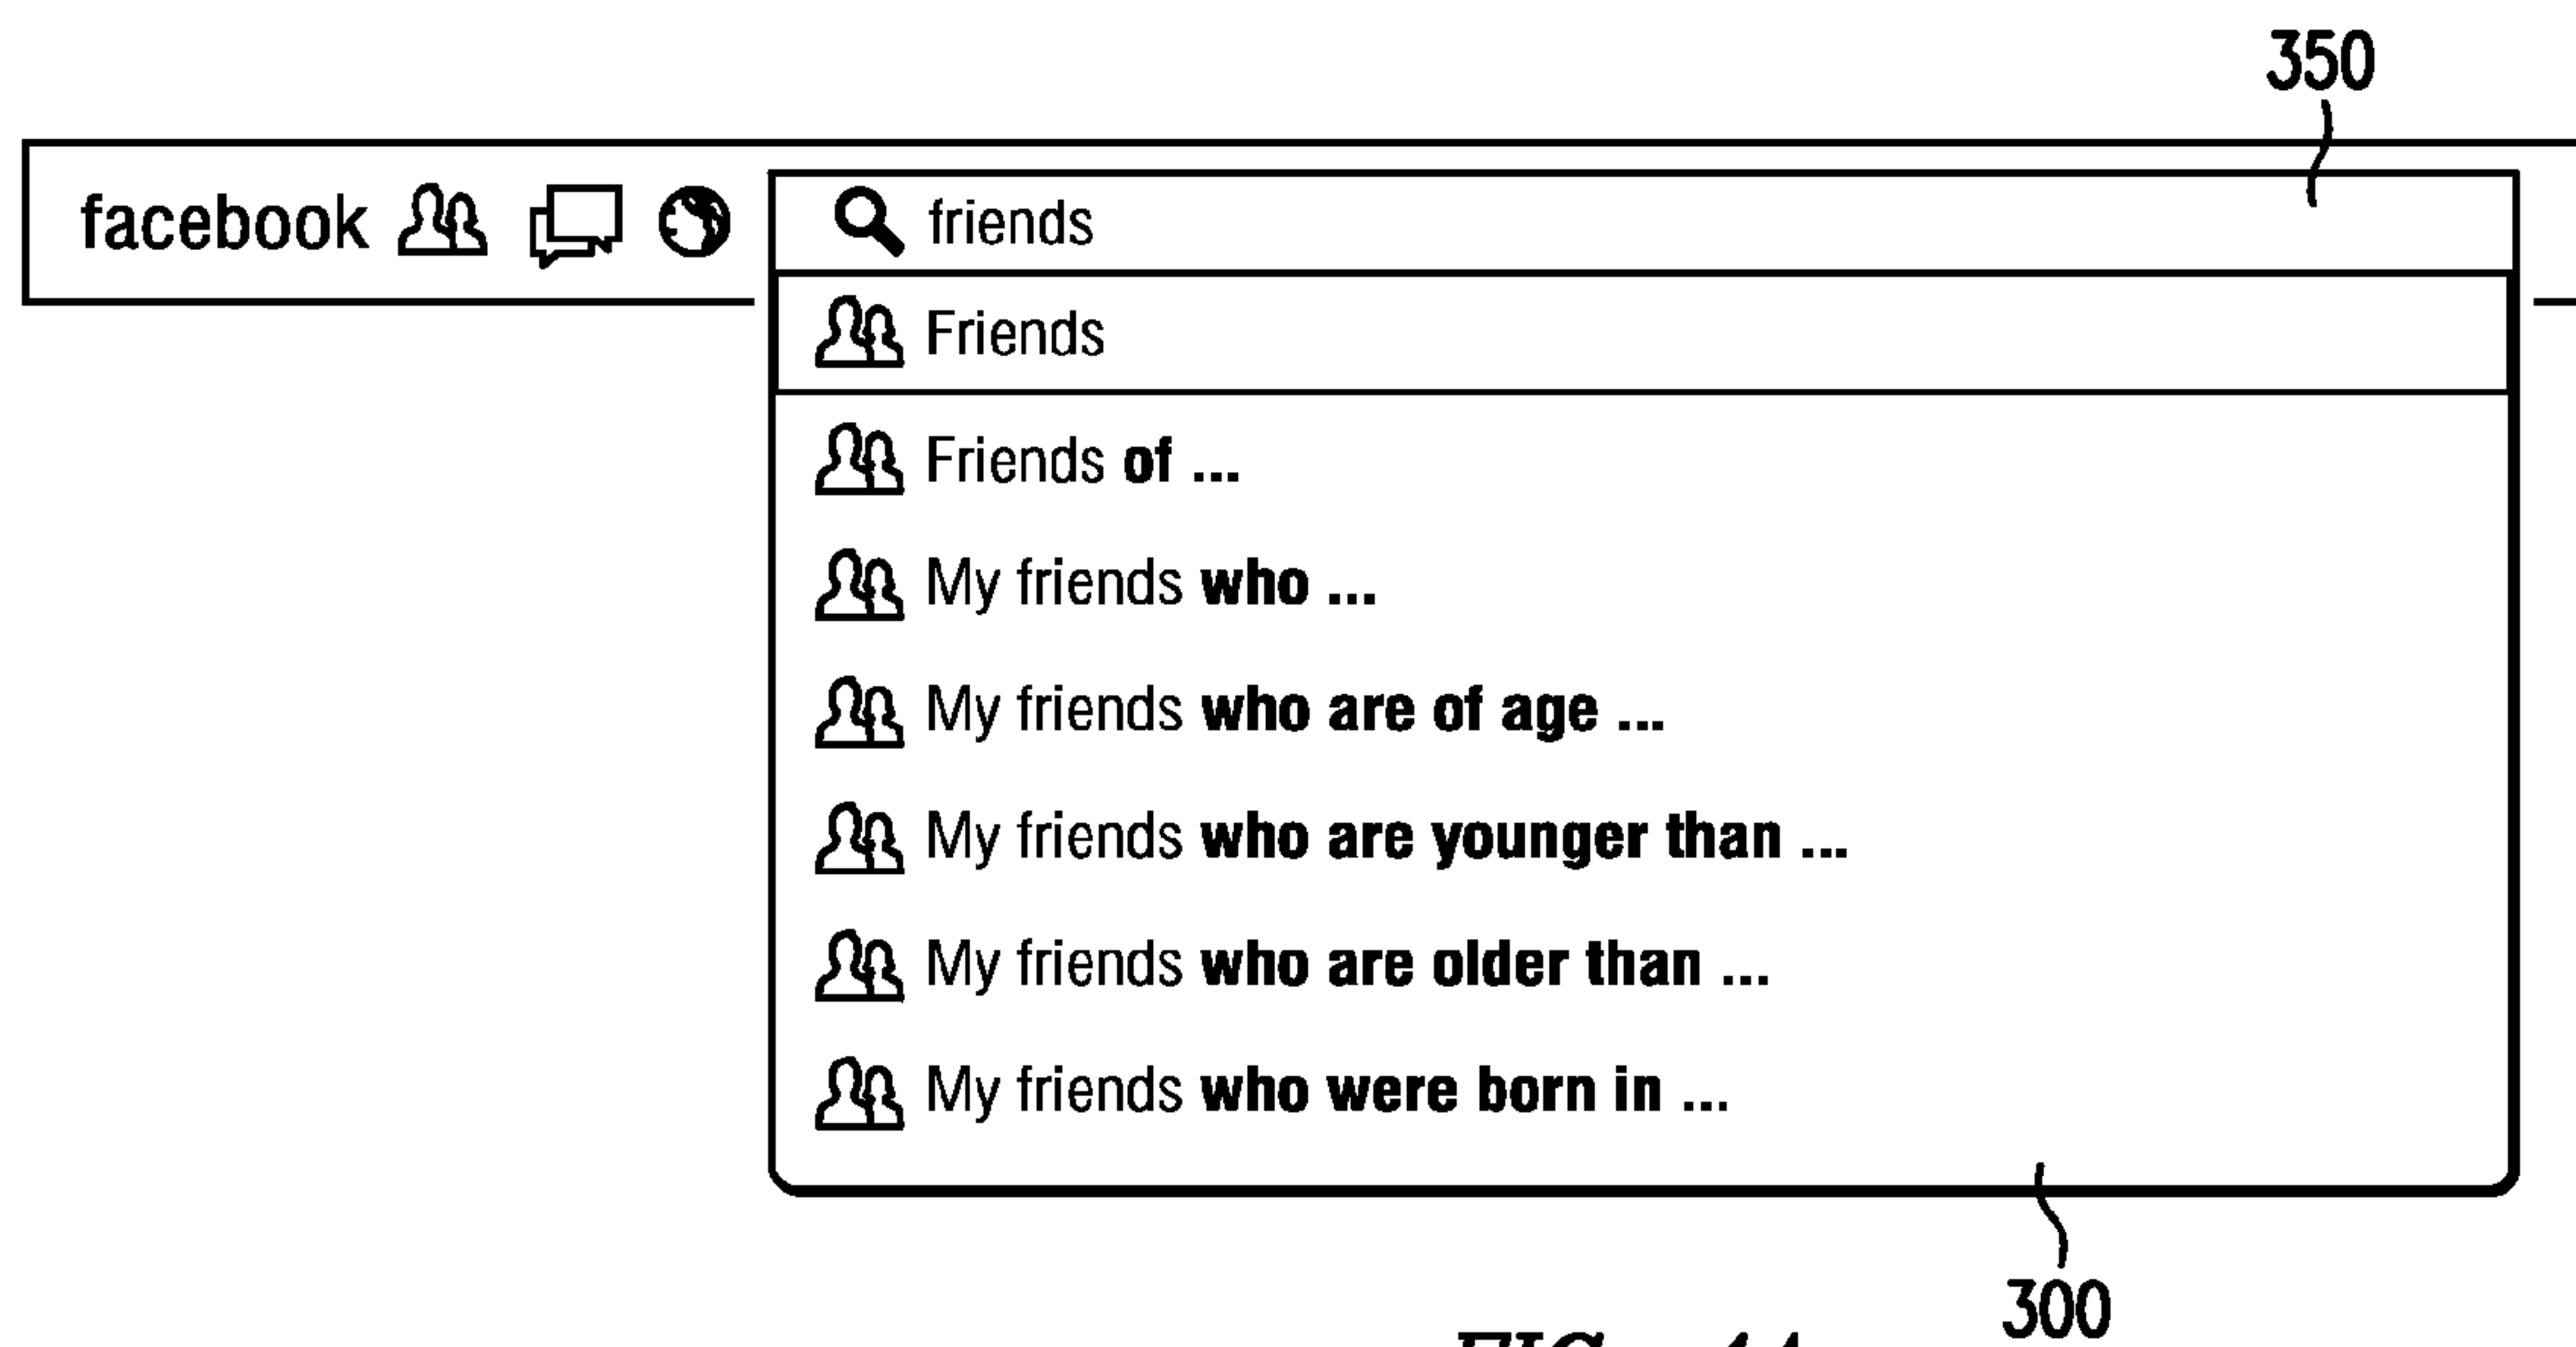 350
facebook
friends
Friends
Friends of ...
My friends who ...
My friends who are of age ...
My friends who are younger than ...
My friends who are older than ...
My friends who were born in ...
300